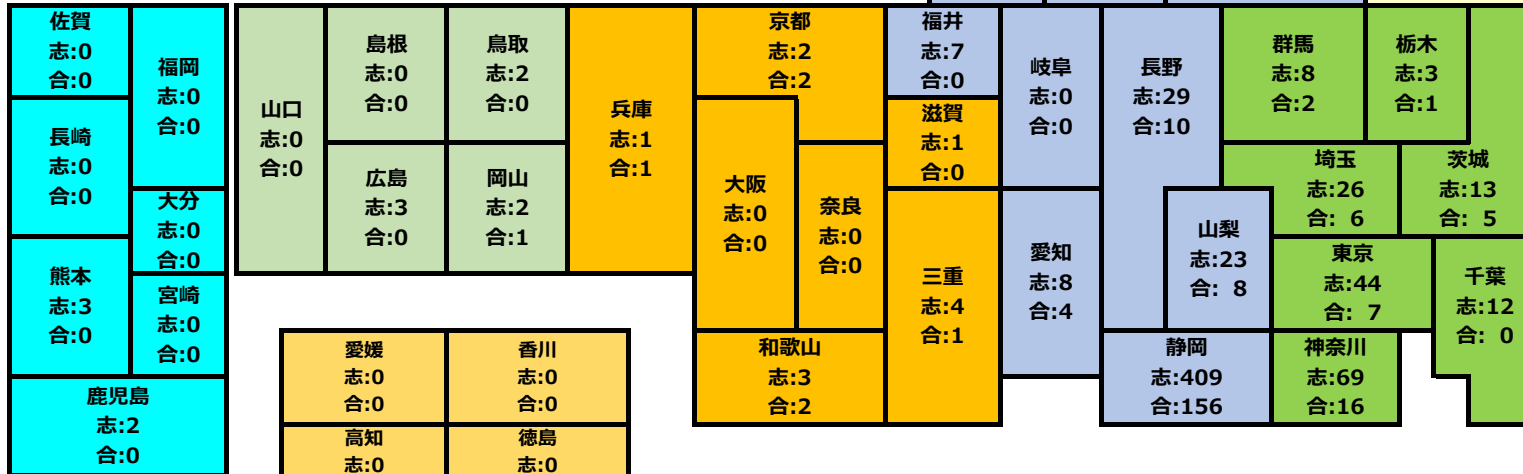 佐賀
志:0
合:0
福岡
志:0
合:0
長崎
志:0
合:0
大分
志:0
合:0
熊本
志:3
合:0
宮崎
志:0
合:0
鹿児島
志:2
合:0
山口
志:0
合:0
島根
志:0
合:0
鳥取
志:2
合:0
広島
志:3
合:0
岡山
志:2
合:1
愛媛
志:0
合:0
香川
志:0
合:0
高知
志:0
徳島
志:0
兵庫
志:1
合:1
京都
志:2
合:2
大阪
志:0
合:0
奈良
志:0
合:0
和歌山
志:3
合:2
福井
志:7
合:0
滋賀
志:1
合:0
三重
志:4
合:1
岐阜
志:0
合:0
愛知
志:8
合:4
長野
志:29
合:10
山梨
志:23
合: 8
静岡
志:409
合:156
群馬
志:8
合:2
栃木
志:3
合:1
埼玉
志:26
合: 6
茨城
志:13
合: 5
東京
志:44
合: 7
千葉
志:12
合: 0
神奈川
志:69
合:16